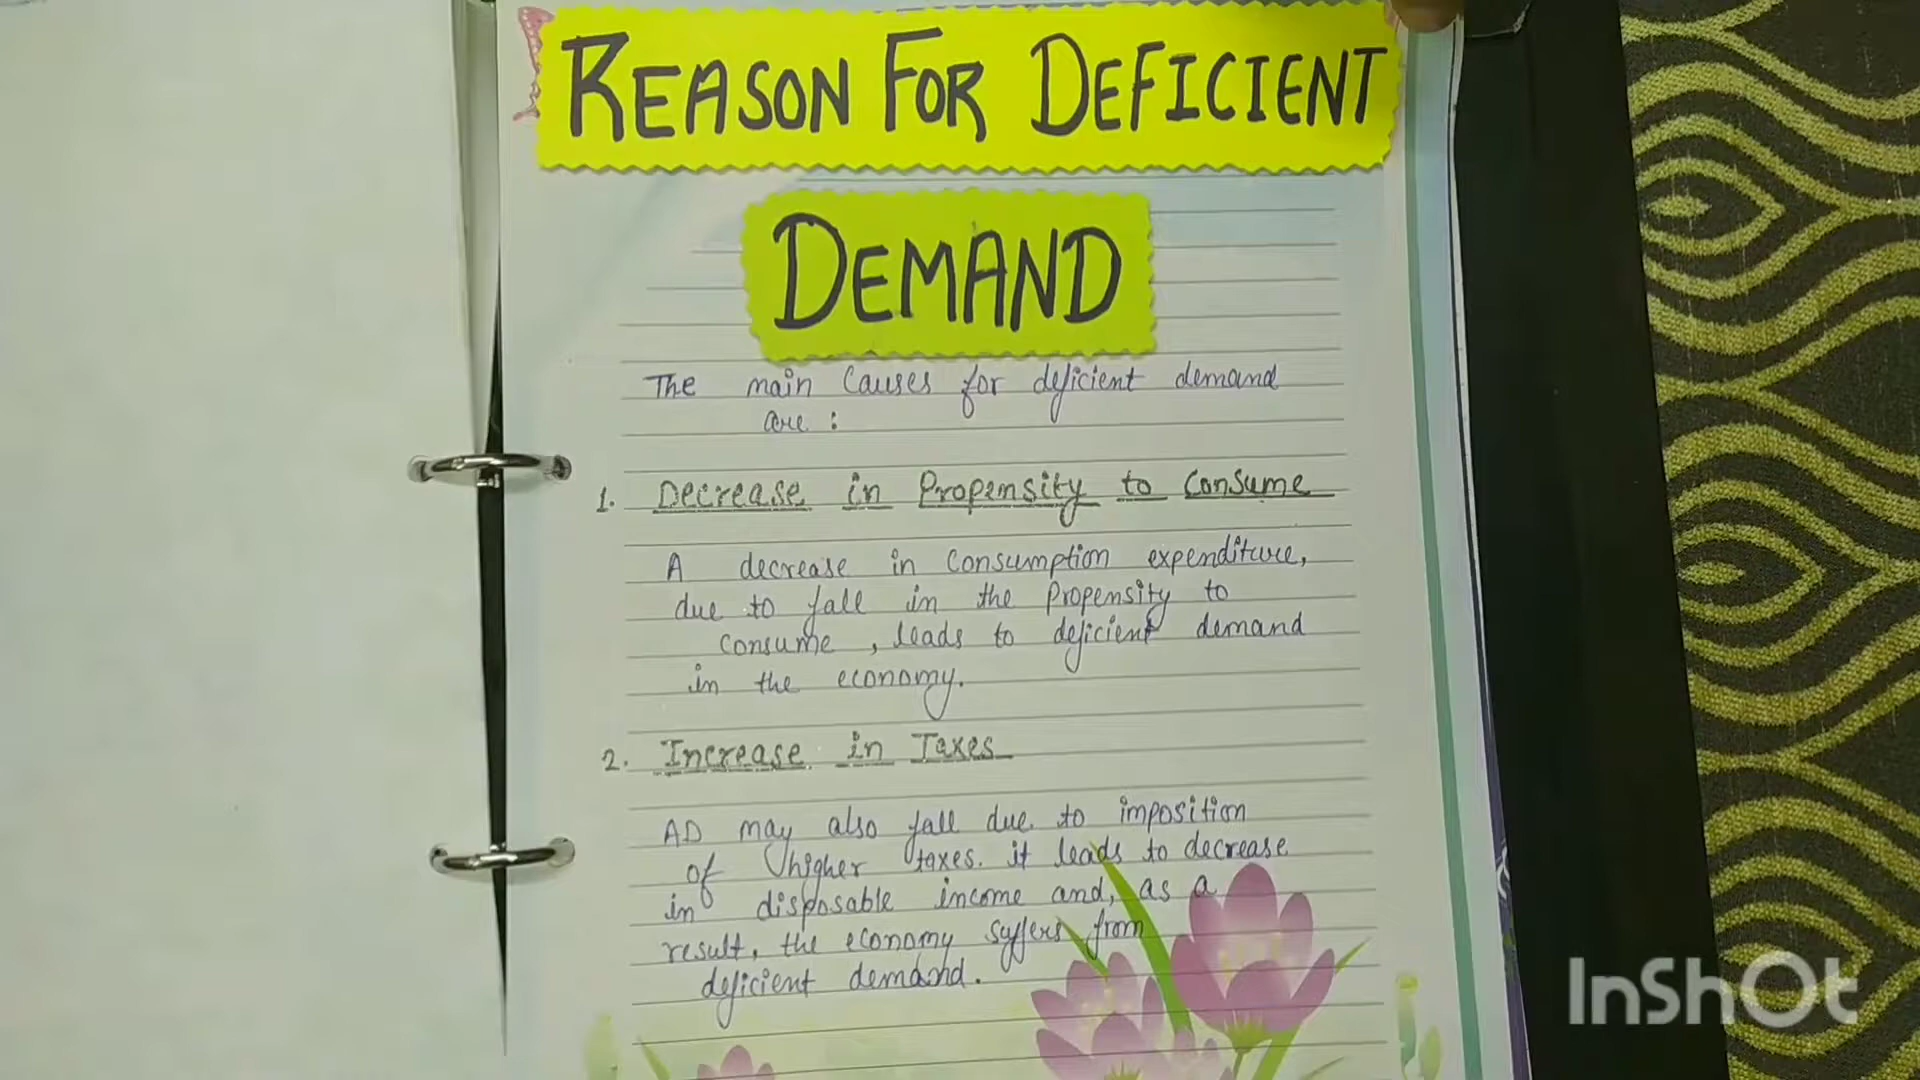 REASON FOR DEFICIENT
DEMAND
The main Causes for deficient demand
are :
1. Decrease in Propensity to Consume
A decrease in Consumption expenditure,
due to fall in the Propensity to
consume , leads to deficient demand
in the economy.
2. Increase in Taxes
AD may also fall due to imposition
of higher taxes. it leads to decrease
in disposable income and, as a
result, the economy suffers from
deficient demand.
InShOt